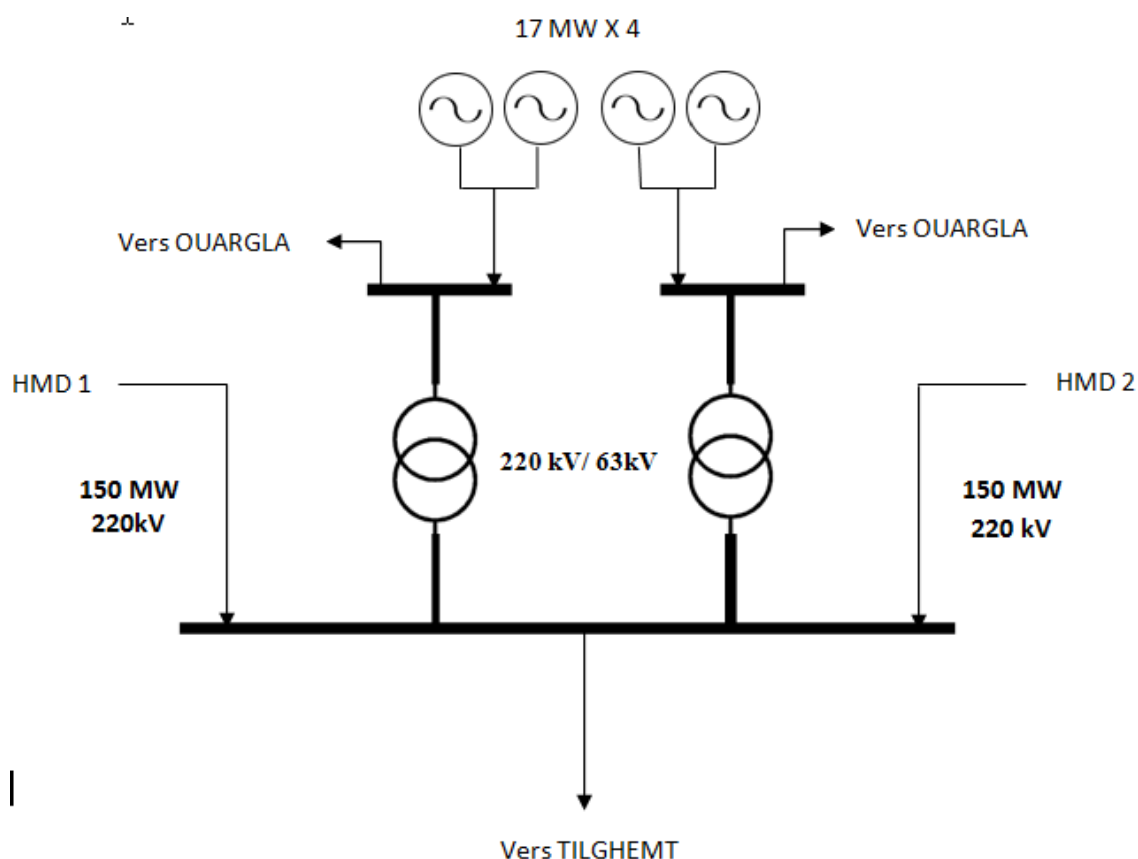 17 MW X 4
Vers OUARGLA
Vers OUARGLA
HMD 1
HMD 2
220 kV/ 63kV
150 MW
220kV
150 MW
220 kV
Vers TILGHEMT